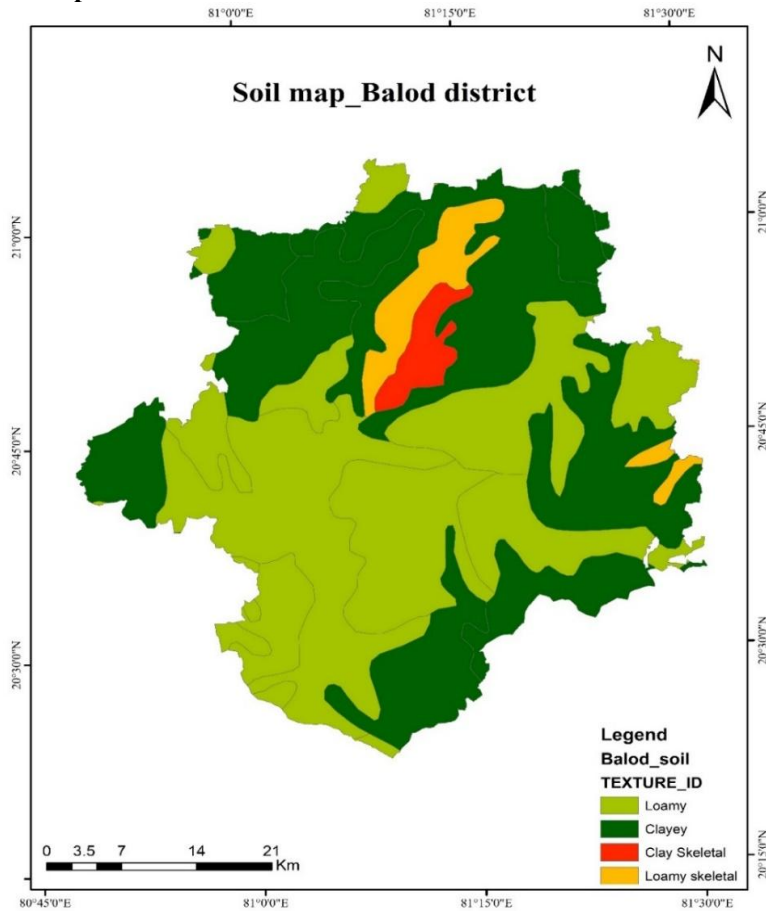 81°0'0"E 81°15'0"E 81°30'0"E
N
Soil map_Balod district
21°0'0"N 21°0'0"N
20°45'0"N 20°45'0"N
20°30'0"N 20°30'0"N
Legend
Balod_soil
TEXTURE_ID
Loamy
Clayey
Clay Skeletal
Loamy skeletal
0 3.5 7 14 21
Km
20°15'0"N
80°45'0"E 81°0'0"E 81°15'0"E 81°30'0"E